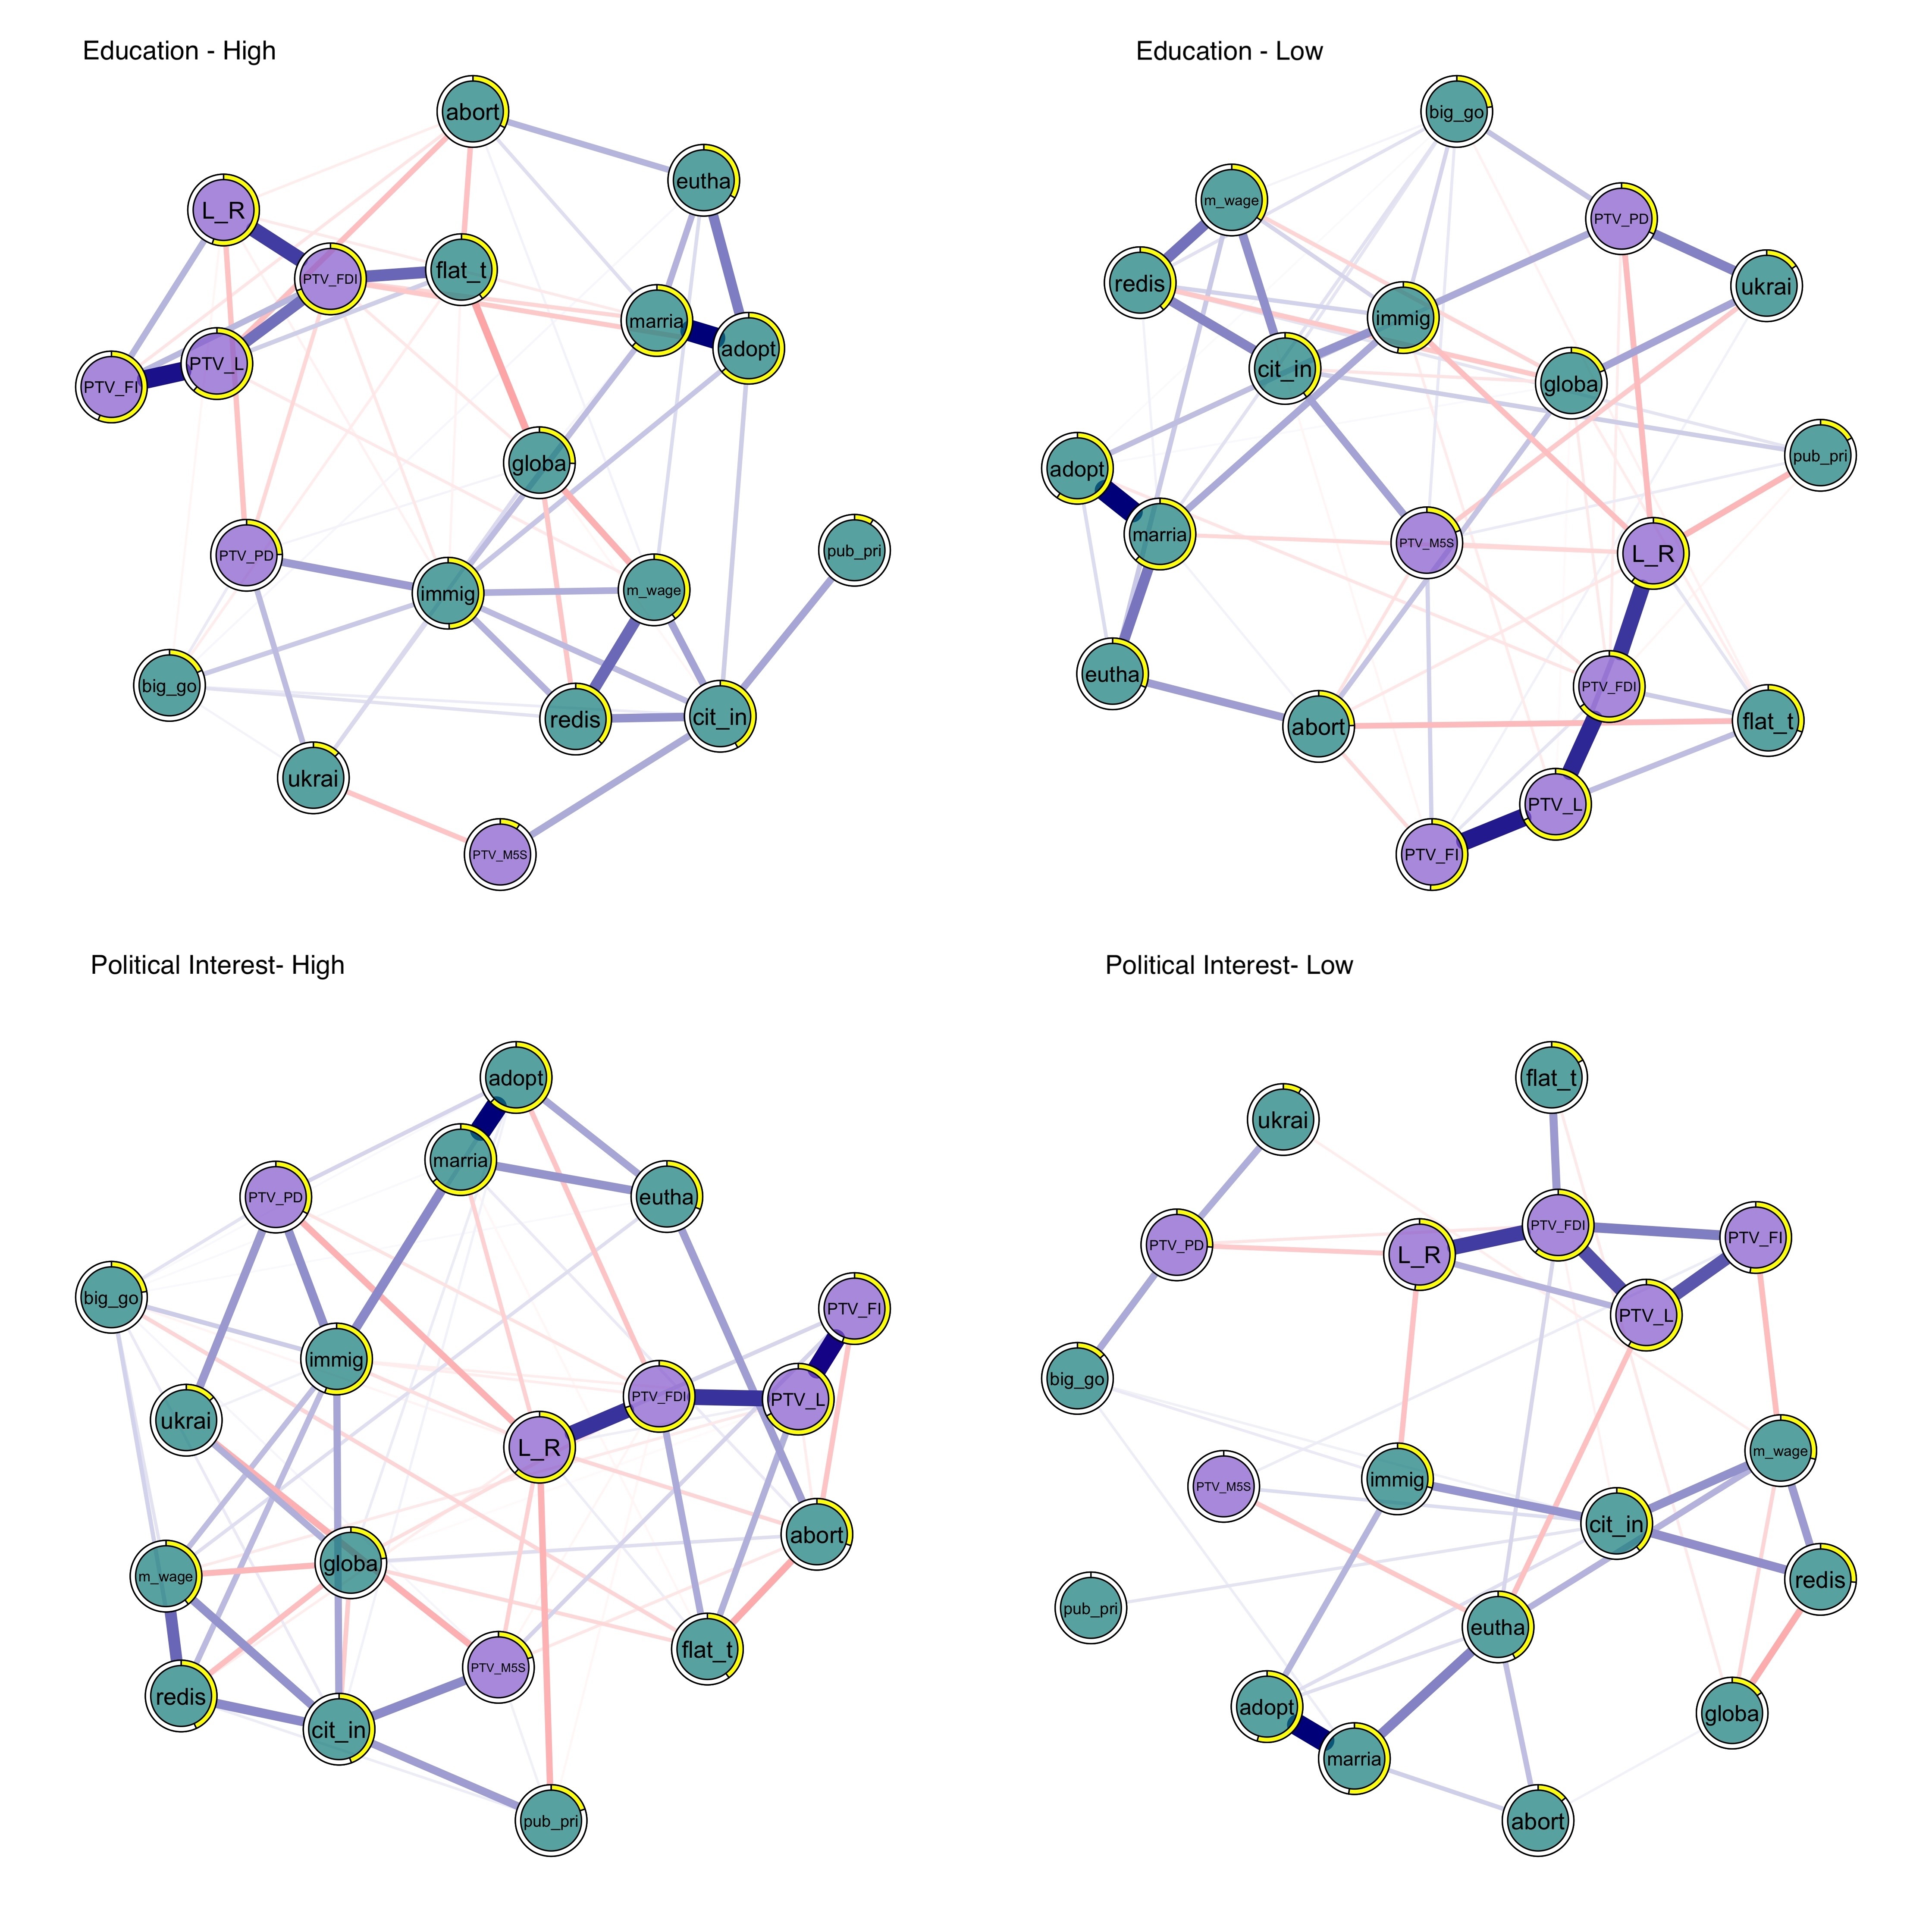 Education - High
abort
eutha
L_R
PTV_FDI
flat_t
marria
adopt
PTV_L
PTV_FI
globa
PTV_PD
pub_pri
immig
m_wage
big_go
redis
cit_in
ukrai
PTV_M5S
Education - Low
big_go
m_wage
PTV_PD
redis
ukrai
immig
cit_in
globa
adopt
pub_pri
marria
PTV_M5S
L_R
eutha
PTV_FDI
abort
flat_t
PTV_L
PTV_FI
Political Interest- High
adopt
marria
PTV_PD
eutha
big_go
PTV_FI
immig
PTV_FDI
PTV_L
ukrai
L_R
abort
globa
m_wage
flat_t
PTV_M5S
redis
cit_in
pub_pri
Political Interest- Low
flat_t
ukrai
PTV_PD
L_R
PTV_FDI
PTV_FI
PTV_L
big_go
m_wage
immig
PTV_M5S
cit_in
redis
pub_pri
eutha
adopt
globa
marria
abort